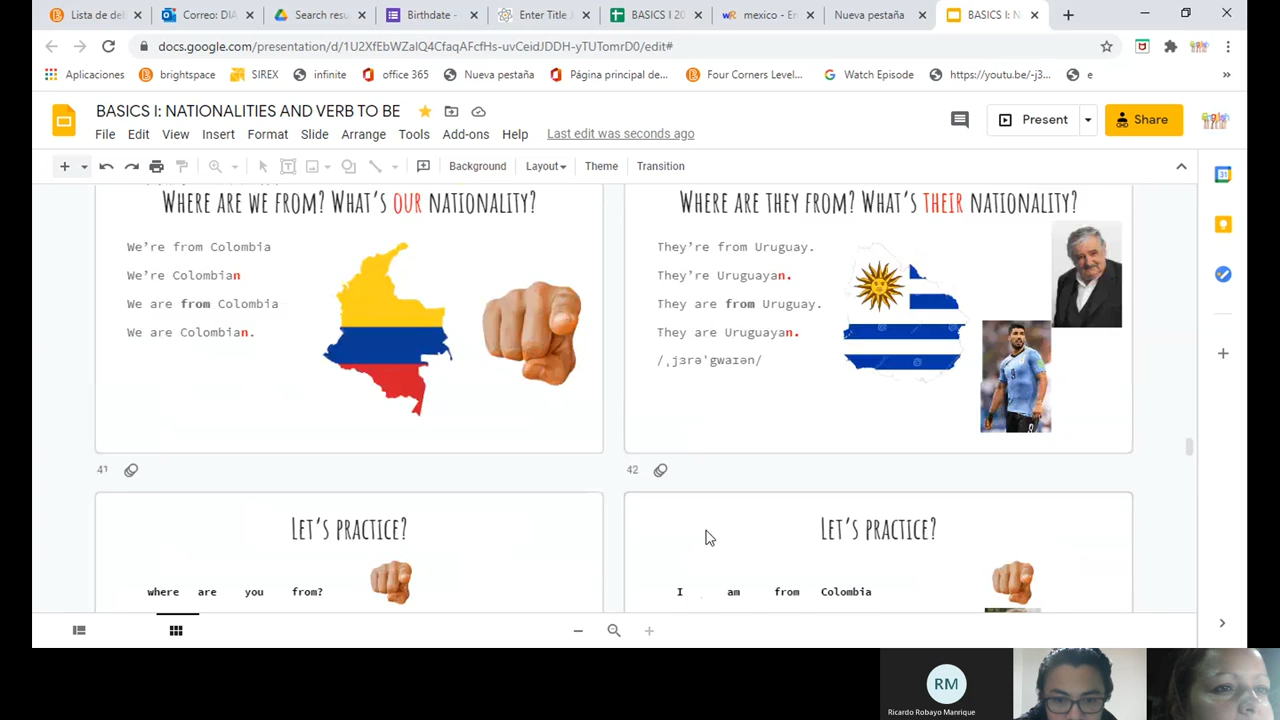 Lista de del
Correo: DIA
Search resu
Birthdate -
Enter Title
BASICS I 20
mexico - En
Nueva pestaña
BASICS I: N
docs.google.com/presentation/d/1U2XfEbWZaIQ4CfaqAFcfHs-uvCeidJDDH-yTUTomrD0/edit#
Aplicaciones
brightspace
SIREX
infinite
office 365
Nueva pestaña
Página principal de...
Four Corners Level...
Watch Episode
https://youtu.be/-j3...
e
»
BASICS I: NATIONALITIES AND VERB TO BE
File Edit View Insert Format Slide Arrange Tools Add-ons Help Last edit was seconds ago
Present
Share
Background Layout Theme Transition
WHERE ARE WE FROM? WHAT'S OUR NATIONALITY?
We're from Colombia
We're Colombian
We are from Colombia
We are Colombian.
41
WHERE ARE THEY FROM? WHAT'S THEIR NATIONALITY?
They're from Uruguay.
They're Uruguayan.
They are from Uruguay.
They are Uruguayan.
/ˌjɜrəˈgwaɪən/
42
LET'S PRACTICE?
where are you from?
LET'S PRACTICE?
I am from Colombia
RM
Ricardo Robayo Manrique